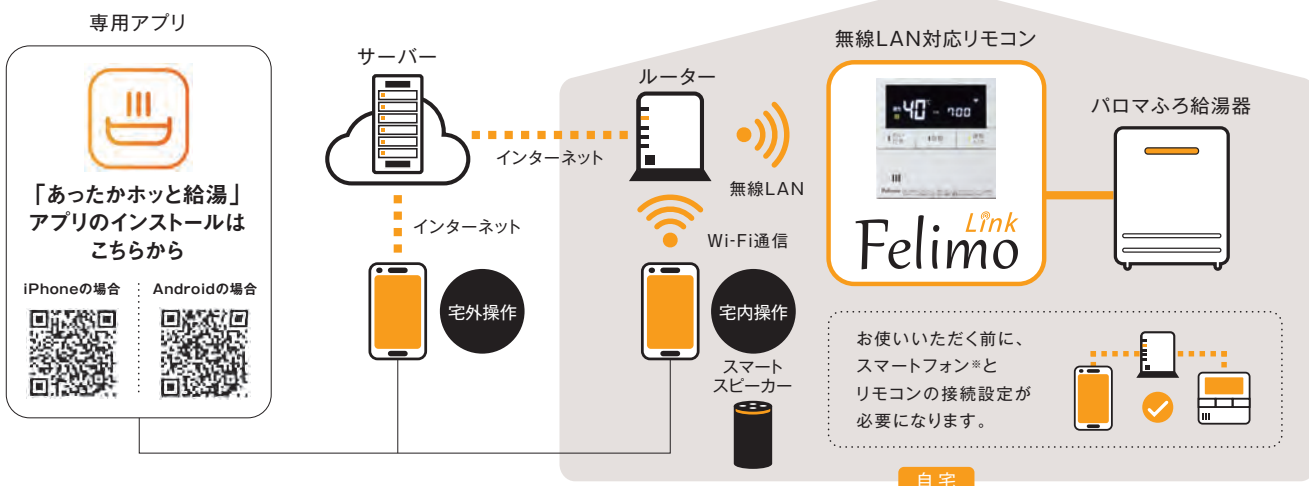 専用アプリ
「あったかホッと給湯」
アプリのインストールは
こちらから
iPhoneの場合
Androidの場合
サーバー
インターネット
インターネット
宅外操作
ルーター
無線LAN
Wi-Fi通信
宅内操作
スマート
スピーカー
無線LAN対応リモコン
40℃
700
Felimo
Link
パロマふろ給湯器
お使いいただく前に、
スマートフォン※と
リモコンの接続設定が
必要になります。
自宅